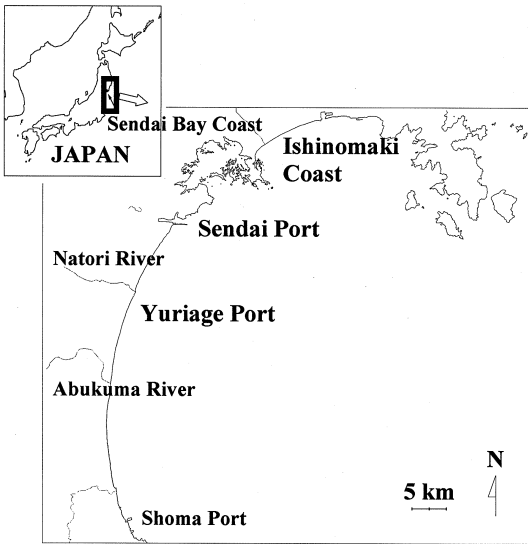 Sendai Bay Coast
JAPAN
Ishinomaki
Coast
Sendai Port
Natori River
Yuriage Port
Abukuma River
N
5 km
Shoma Port